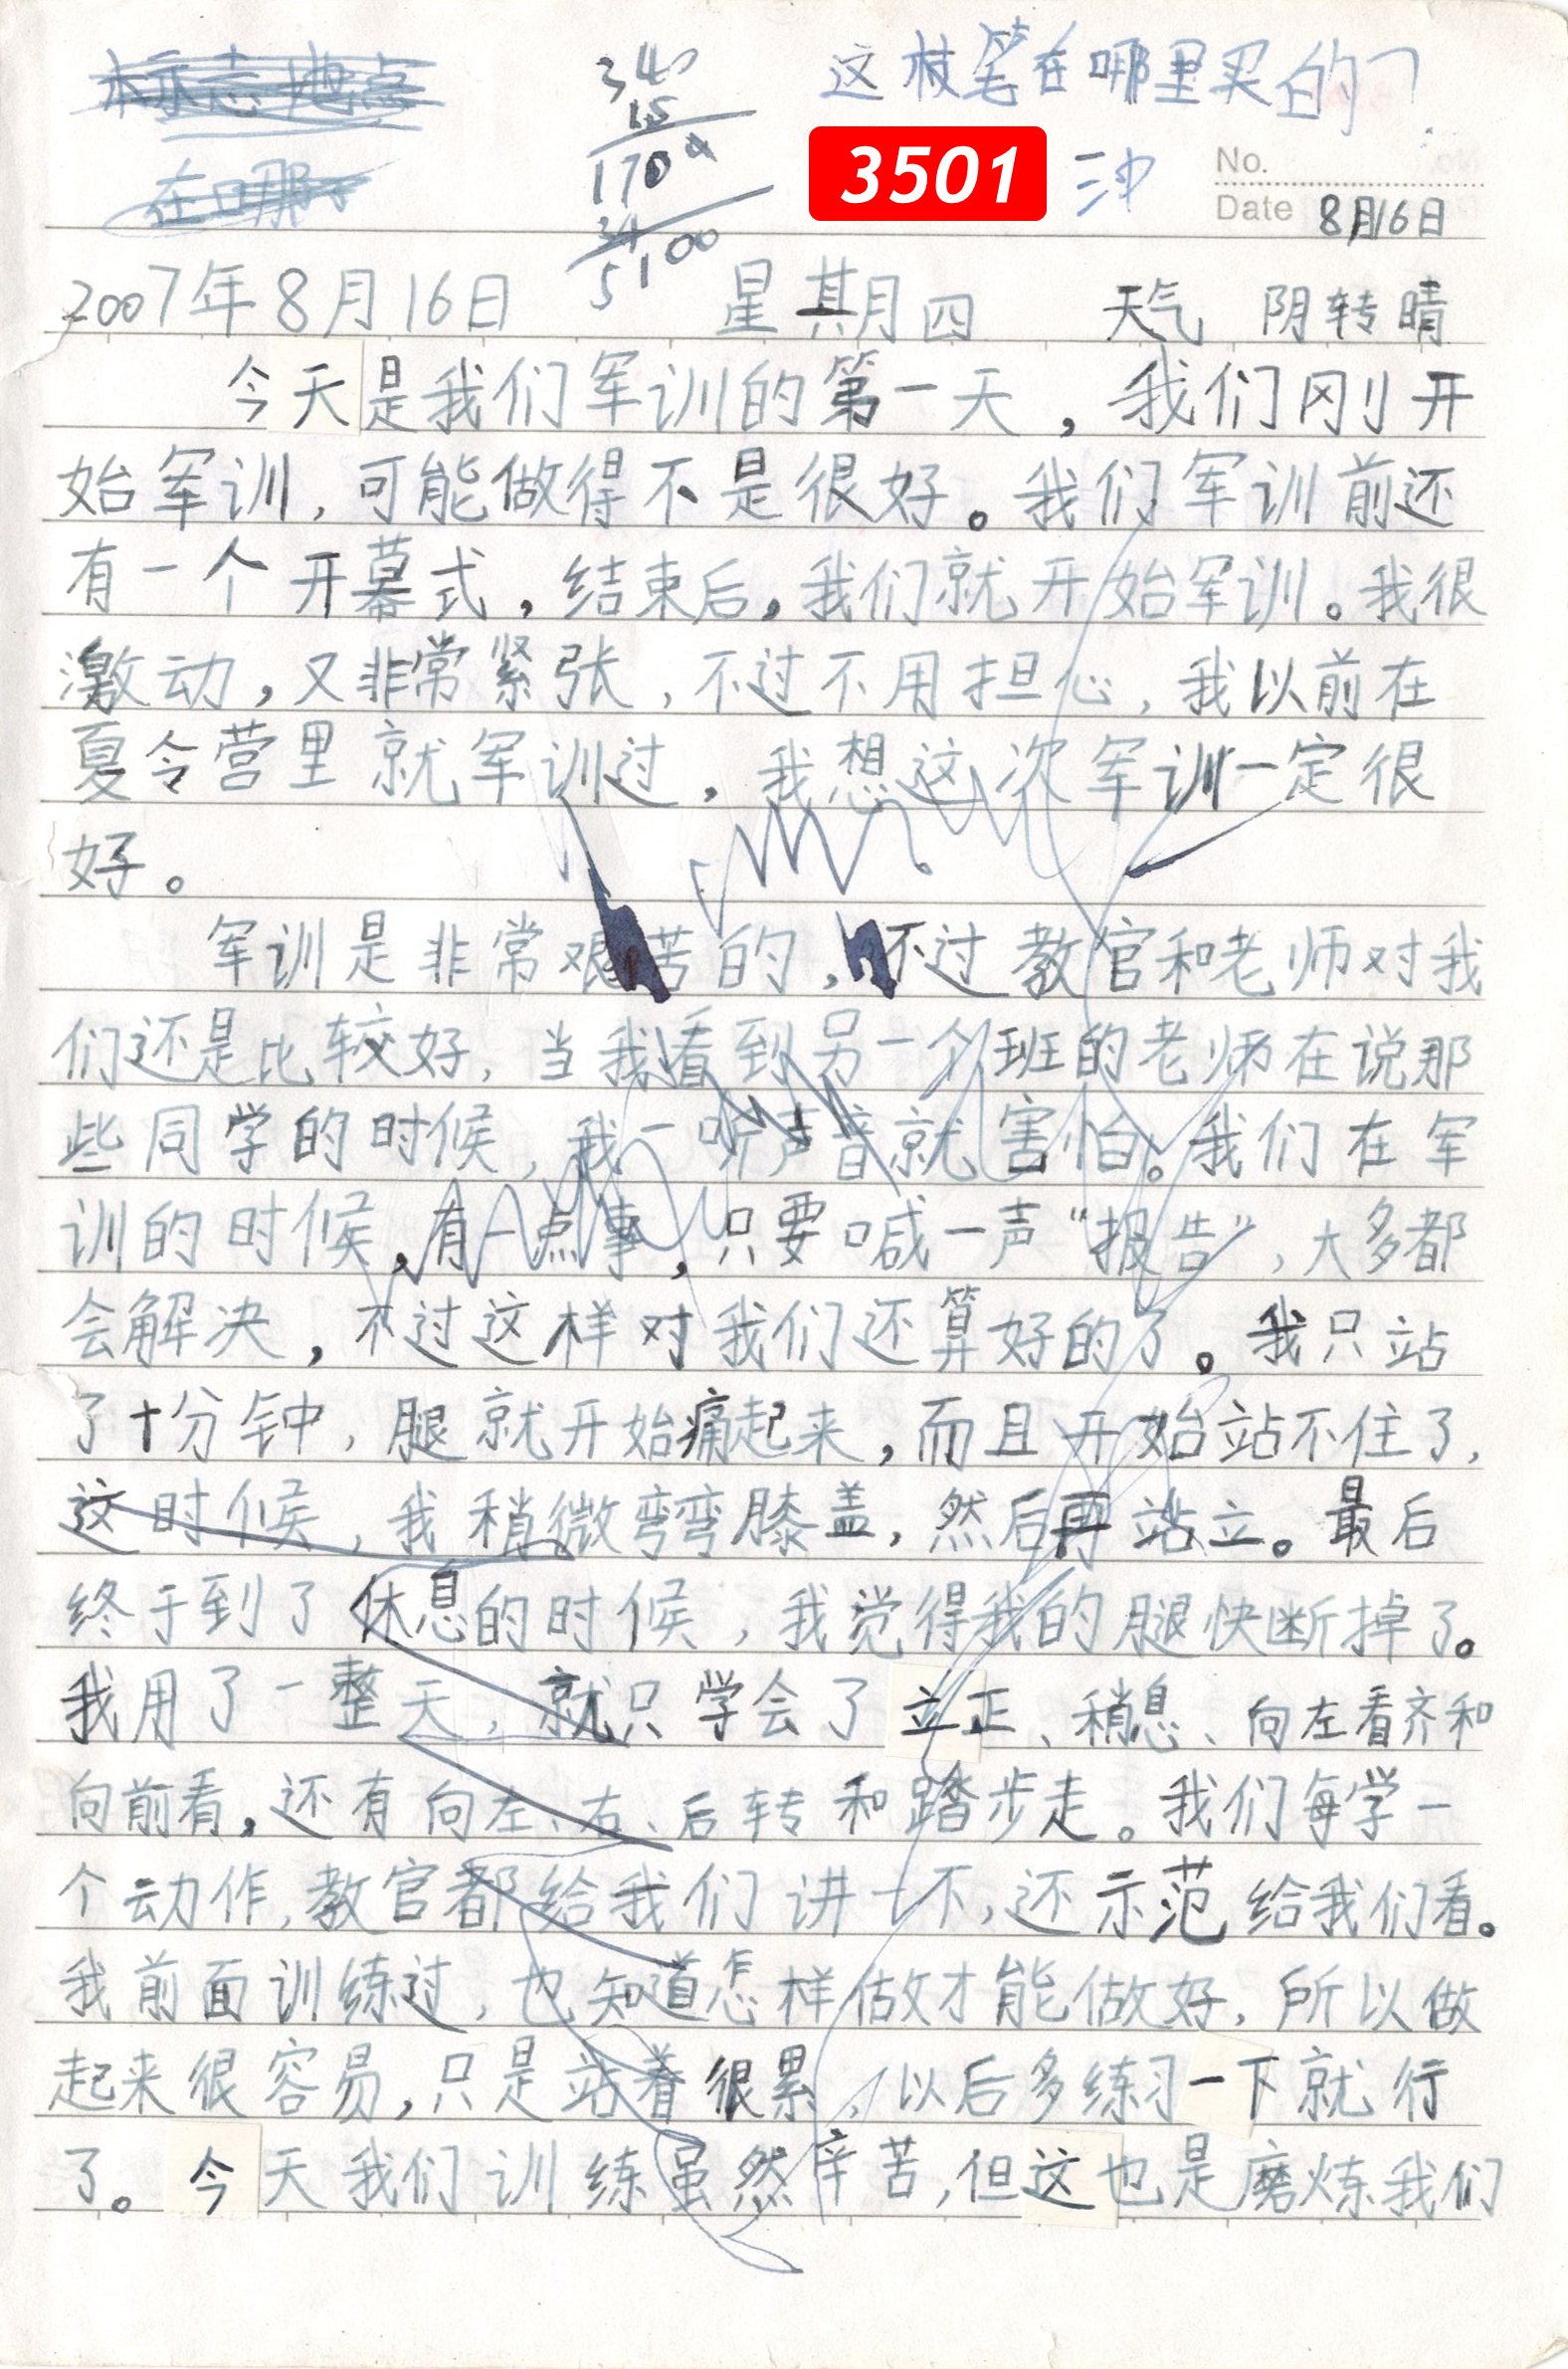 这枝笔在哪里买的?
标志地点
在哪
340
15
1700
34
5100
3501
No.
Date 8月16日
2007年8月16日 星期四 天气 阴转晴
今天是我们军训的第一天，我们刚开
始军训，可能做得不是很好。我们军训前还
有一个开幕式，结束后，我们就开始军训。我很
激动，又非常紧张，不过不用担心，我以前在
夏令营里就军训过，我想这次军训一定很
好。
军训是非常艰苦的，不过教官和老师对我
们还是比较好，当我看到另一个班的老师在说那
些同学的时候，我一听声音就害怕。我们在军
训的时候，有一点事，只要喊一声“报告”，大多都
会解决，不过这样对我们还算好的了。我只站
了十分钟，腿就开始痛起来，而且开始站不住了，
这时候，我稍微弯弯膝盖，然后再站立。最后
终于到了休息的时候，我觉得我的腿快断掉了。
我用了一整天，就只学会了立正、稍息、向左看齐和
向前看，还有向左、右、后转和踏步走。我们每学一
个动作，教官都给我们讲一下，还示范给我们看。
我前面训练过，也知道怎样做才能做好，所以做
起来很容易，只是站着很累，以后多练习一下就行
了。今天我们训练虽然辛苦，但这也是磨炼我们